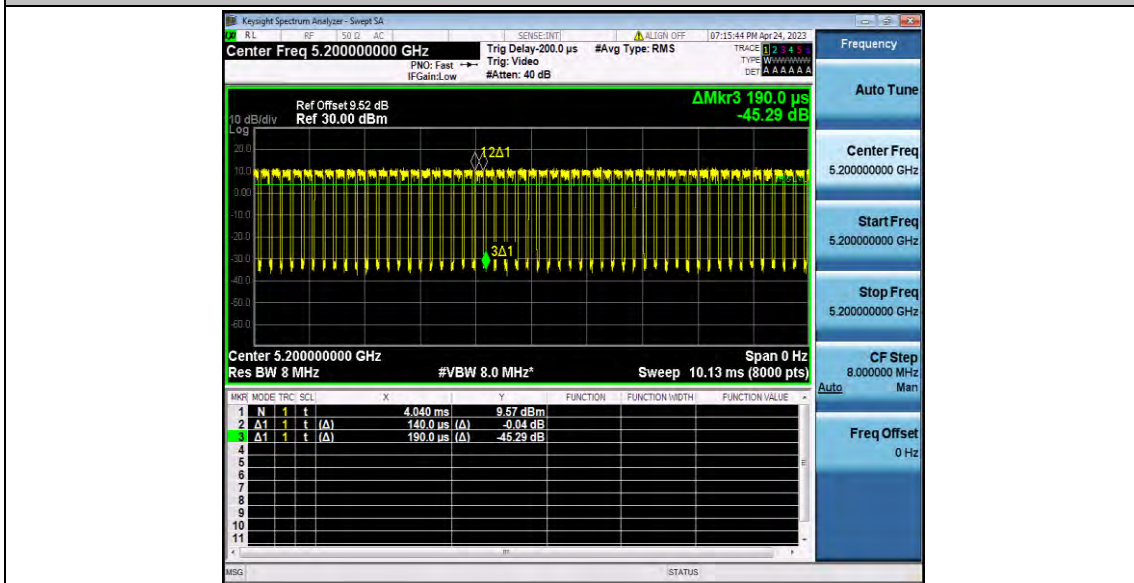 Keysight Spectrum Analyzer - Swept SA
RL RF 50 Ω AC SENSE:INT ALIGN OFF 07:15:44 PM Apr 24, 2023
Center Freq 5.200000000 GHz
PNO: Fast
IFGain:Low
Trig Delay-200.0 µs
Trig: Video
#Atten: 40 dB
#Avg Type: RMS
TRACE 1 2 3 4 5 6
TYPE W
DET A A A A A A
ΔMkr3 190.0 µs
-45.29 dB
Ref Offset 9.52 dB
10 dB/div Ref 30.00 dBm
Log
20.0
10.0
0.00
-10.0
-20.0
-30.0
-40.0
-50.0
-60.0
12Δ1
3Δ1
Center 5.200000000 GHz Span 0 Hz
Res BW 8 MHz #VBW 8.0 MHz* Sweep 10.13 ms (8000 pts)
MKR MODE TRC SCL X Y FUNCTION FUNCTION WIDTH FUNCTION VALUE
1 N 1 t 4.040 ms 9.57 dBm
2 Δ1 1 t (Δ) 140.0 µs (Δ) -0.04 dB
3 Δ1 1 t (Δ) 190.0 µs (Δ) -45.29 dB
4
5
6
7
8
9
10
11
MSG STATUS
Frequency
Auto Tune
Center Freq
5.200000000 GHz
Start Freq
5.200000000 GHz
Stop Freq
5.200000000 GHz
CF Step
8.000000 MHz
Auto Man
Freq Offset
0 Hz